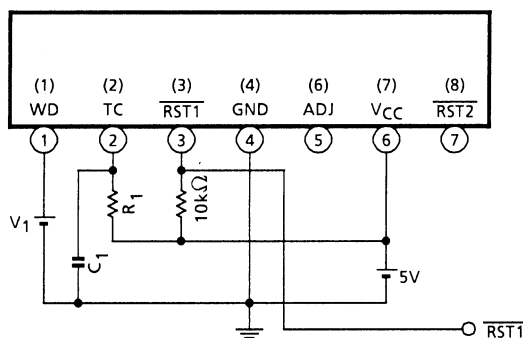 (1) (2) (3) (4) (6) (7) (8)
WD TC RST1 GND ADJ VCC RST2
1 2 3 4 5 6 7
V1 C1 R1 10kΩ 5V
RST1